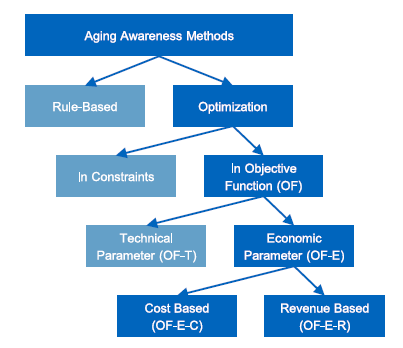 Aging Awareness Methods
Rule-Based
Optimization
In Constraints
In Objective
Function (OF)
Technical
Parameter (OF-T)
Economic
Parameter (OF-E)
Cost Based
(OF-E-C)
Revenue Based
(OF-E-R)